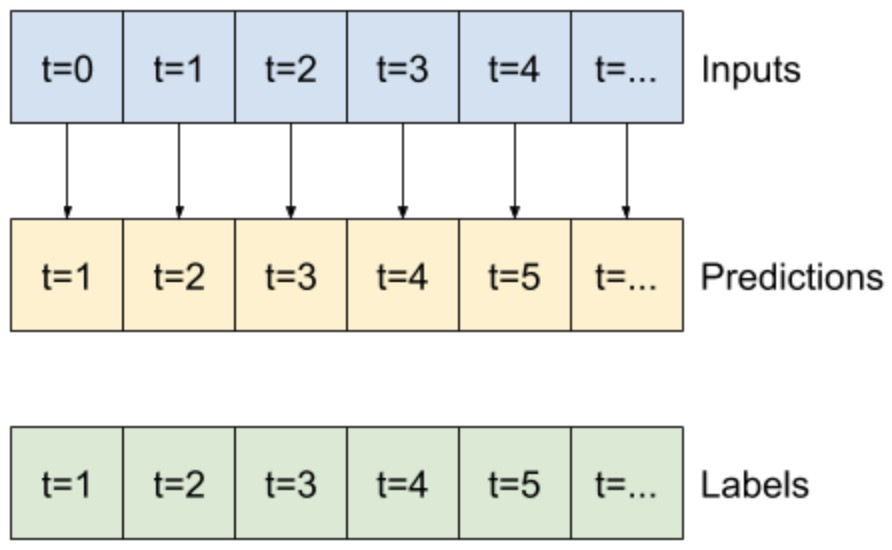 t=0 t=1 t=2 t=3 t=4 t=... Inputs
t=1 t=2 t=3 t=4 t=5 t=... Predictions
t=1 t=2 t=3 t=4 t=5 t=... Labels